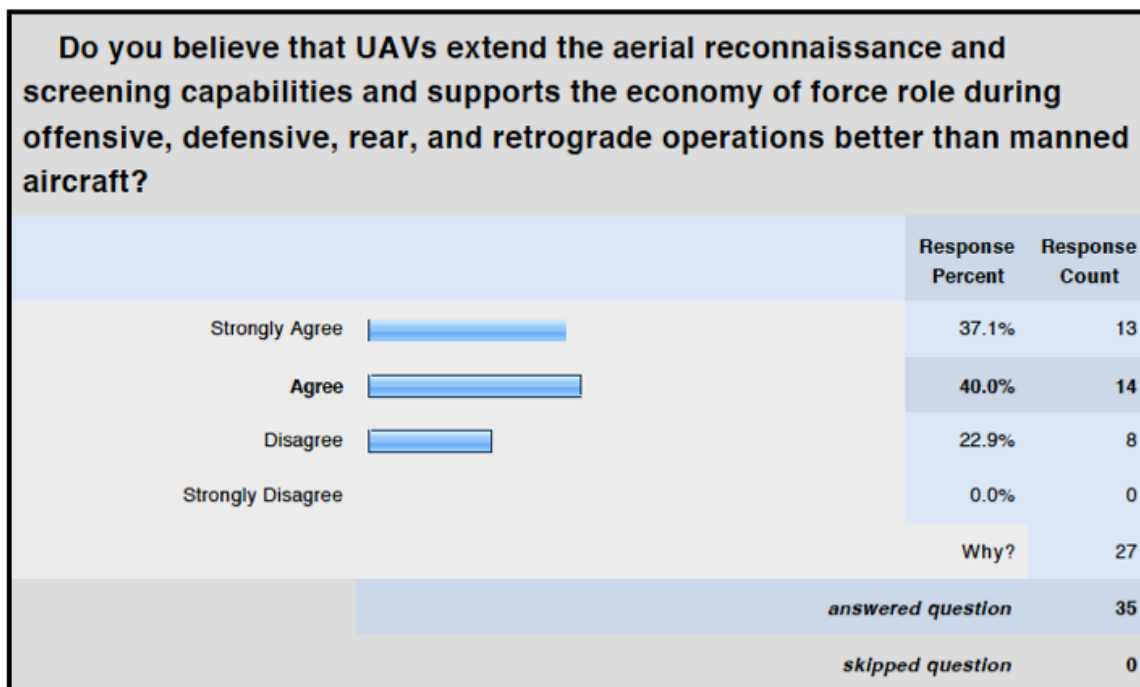 Do you believe that UAVs extend the aerial reconnaissance and
screening capabilities and supports the economy of force role during
offensive, defensive, rear, and retrograde operations better than manned
aircraft?
Response Percent Response Count
Strongly Agree 37.1% 13
Agree 40.0% 14
Disagree 22.9% 8
Strongly Disagree 0.0% 0
Why? 27
answered question 35
skipped question 0